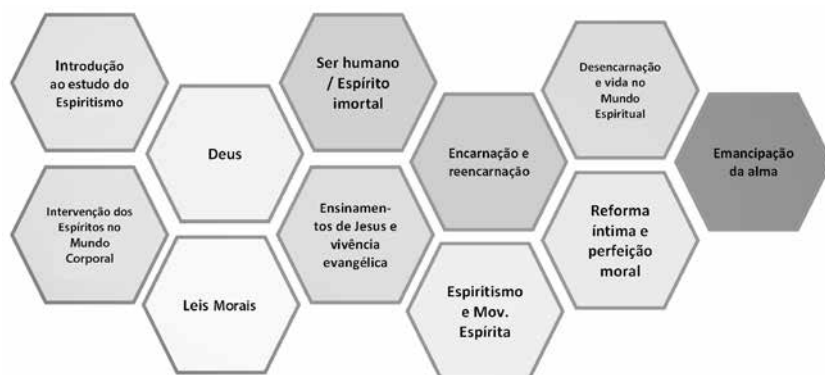 Introdução
ao estudo do
Espiritismo
Deus
Ser humano
/ Espírito
imortal
Encarnação e
reencarnação
Desencarnação
e vida no
Mundo
Espiritual
Emancipação
da alma
Intervenção dos
Espíritos no
Mundo
Corporal
Leis Morais
Ensinamen-
tos de Jesus e
vivência
evangélica
Espiritismo
e Mov.
Espírita
Reforma
íntima e
perfeição
moral